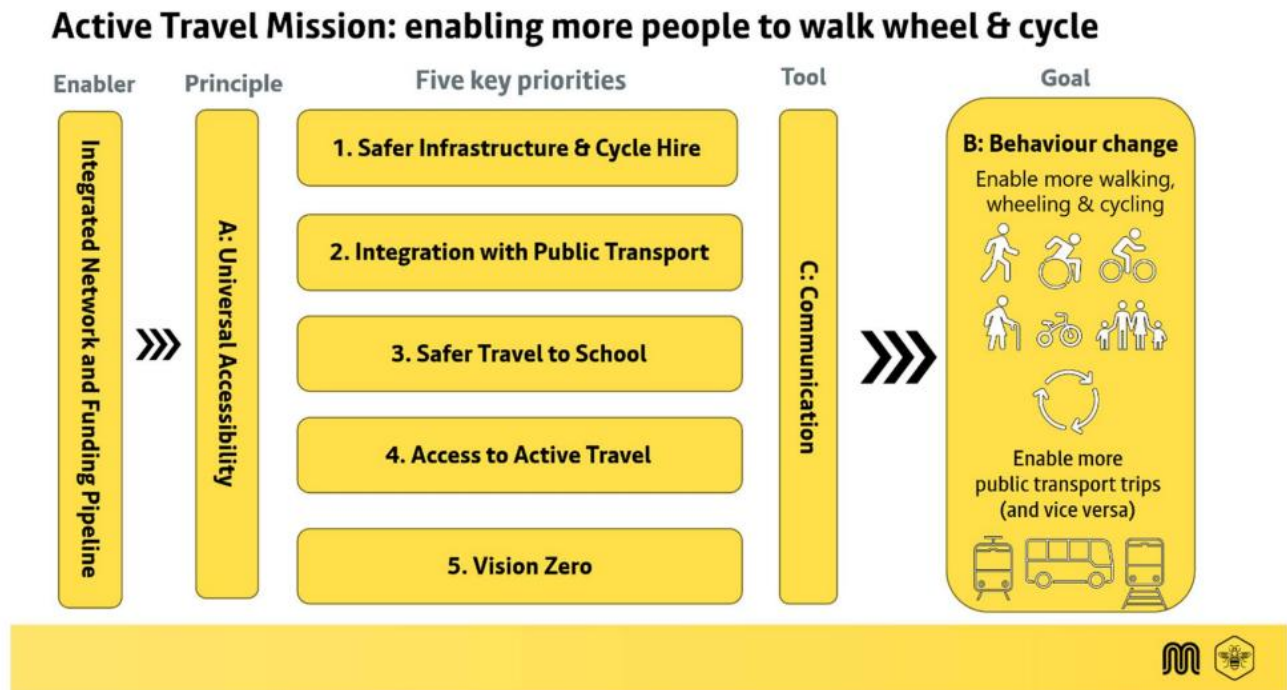 Active Travel Mission: enabling more people to walk wheel & cycle
Enabler
Principle
Five key priorities
Tool
Goal
Integrated Network and Funding Pipeline
A: Universal Accessibility
1. Safer Infrastructure & Cycle Hire
2. Integration with Public Transport
3. Safer Travel to School
4. Access to Active Travel
5. Vision Zero
C: Communication
B: Behaviour change
Enable more walking,
wheeling & cycling
Enable more
public transport trips
(and vice versa)